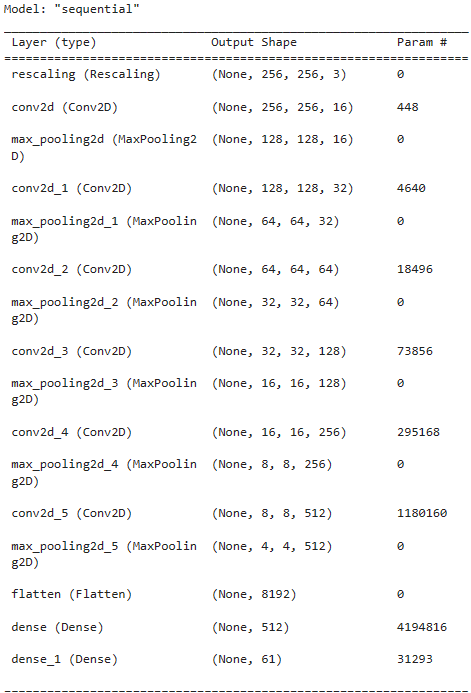 Model: "sequential"
_________________________________________________________________
Layer (type) Output Shape Param #
=================================================================
rescaling (Rescaling) (None, 256, 256, 3) 0
conv2d (Conv2D) (None, 256, 256, 16) 448
max_pooling2d (MaxPooling2 (None, 128, 128, 16) 0
D)
conv2d_1 (Conv2D) (None, 128, 128, 32) 4640
max_pooling2d_1 (MaxPoolin (None, 64, 64, 32) 0
g2D)
conv2d_2 (Conv2D) (None, 64, 64, 64) 18496
max_pooling2d_2 (MaxPoolin (None, 32, 32, 64) 0
g2D)
conv2d_3 (Conv2D) (None, 32, 32, 128) 73856
max_pooling2d_3 (MaxPoolin (None, 16, 16, 128) 0
g2D)
conv2d_4 (Conv2D) (None, 16, 16, 256) 295168
max_pooling2d_4 (MaxPoolin (None, 8, 8, 256) 0
g2D)
conv2d_5 (Conv2D) (None, 8, 8, 512) 1180160
max_pooling2d_5 (MaxPoolin (None, 4, 4, 512) 0
g2D)
flatten (Flatten) (None, 8192) 0
dense (Dense) (None, 512) 4194816
dense_1 (Dense) (None, 61) 31293
=================================================================